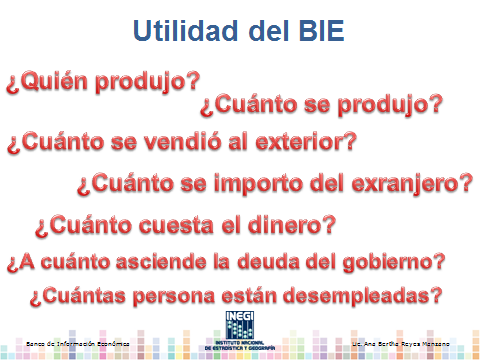 Utilidad del BIE
¿Quién produjo?
¿Cuánto se produjo?
¿Cuánto se vendió al exterior?
¿Cuánto se importo del exranjero?
¿Cuánto cuesta el dinero?
¿A cuánto asciende la deuda del gobierno?
¿Cuántas persona están desempleadas?
Banco de Información Económica
INEGI
INSTITUTO NACIONAL
DE ESTADÍSTICA Y GEOGRAFÍA
Lic. Ana Bertha Reyes Manzano